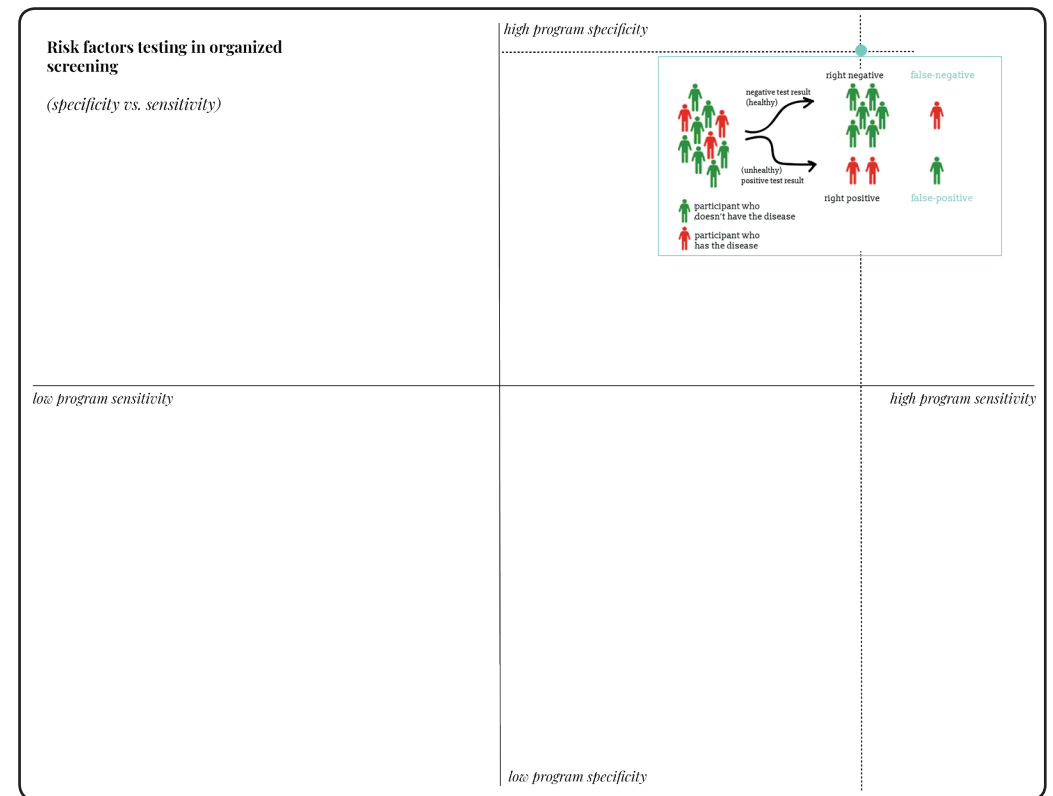 Risk factors testing in organized
screening
(specificity vs. sensitivity)
high program specificity
right negative
false-negative
negative test result
(healthy)
(unhealthy)
positive test result
right positive
false-positive
participant who
doesn't have the disease
participant who
has the disease
low program sensitivity
high program sensitivity
low program specificity